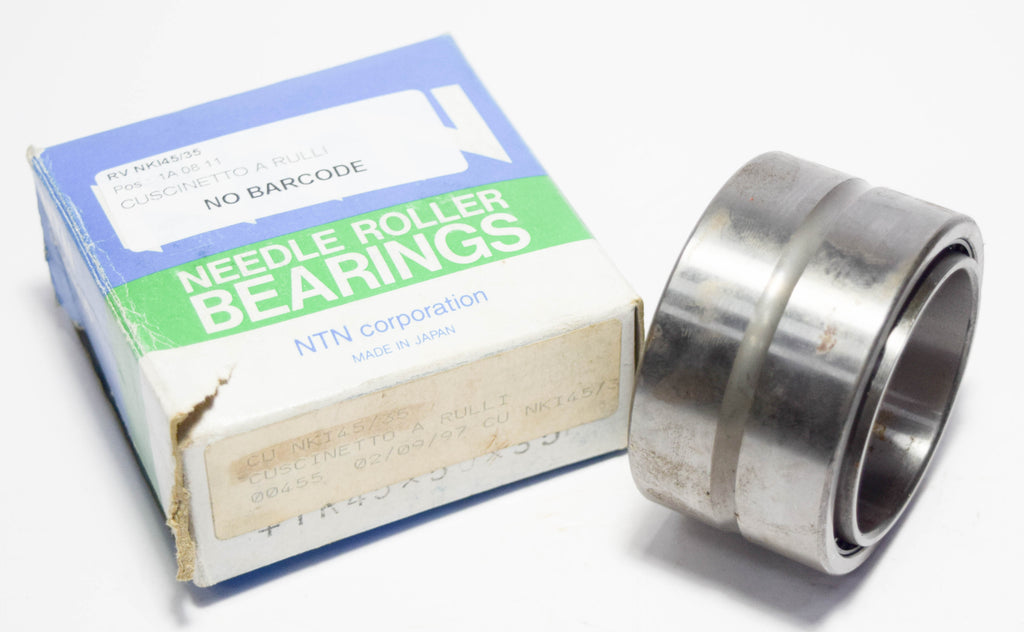 RV NKI45/35
Pos. 1A 08 11
CUSCINETTO A RULLI
NO BARCODE
NEEDLE ROLLER
BEARINGS
NTN corporation
MADE IN JAPAN
CU NKI45/35
CUSCINETTO A RULLI
00455 02/09/97 CU NKI45/3